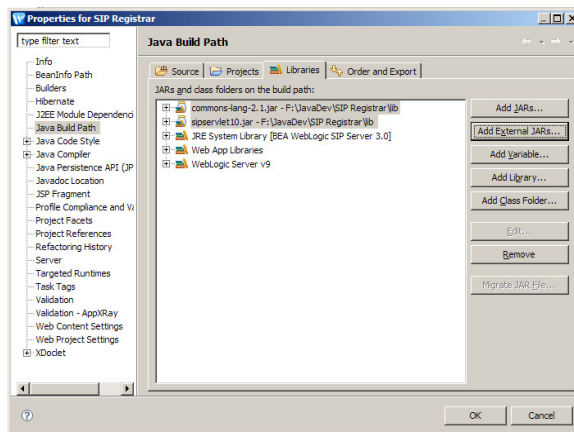 Properties for SIP Registrar
type filter text
Java Build Path
Info
BeanInfo Path
Builders
Hibernate
J2EE Module Dependenci
Java Build Path
Java Code Style
Java Compiler
Java Persistence API (JP
Javadoc Location
JSP Fragment
Profile Compliance and Va
Project Facets
Project References
Refactoring History
Server
Targeted Runtimes
Task Tags
Validation
Validation - AppXRay
Web Content Settings
Web Project Settings
XDoclet
Source
Projects
Libraries
Order and Export
JARs and class folders on the build path:
commons-lang-2.1.jar - F:\JavaDev\SIP Registrar\lib
sipservlet10.jar - F:\JavaDev\SIP Registrar\lib
JRE System Library [BEA WebLogic SIP Server 3.0]
Web App Libraries
WebLogic Server v9
Add JARs...
Add External JARs...
Add Variable...
Add Library...
Add Class Folder...
Edit...
Remove
Migrate JAR File...
?
OK
Cancel